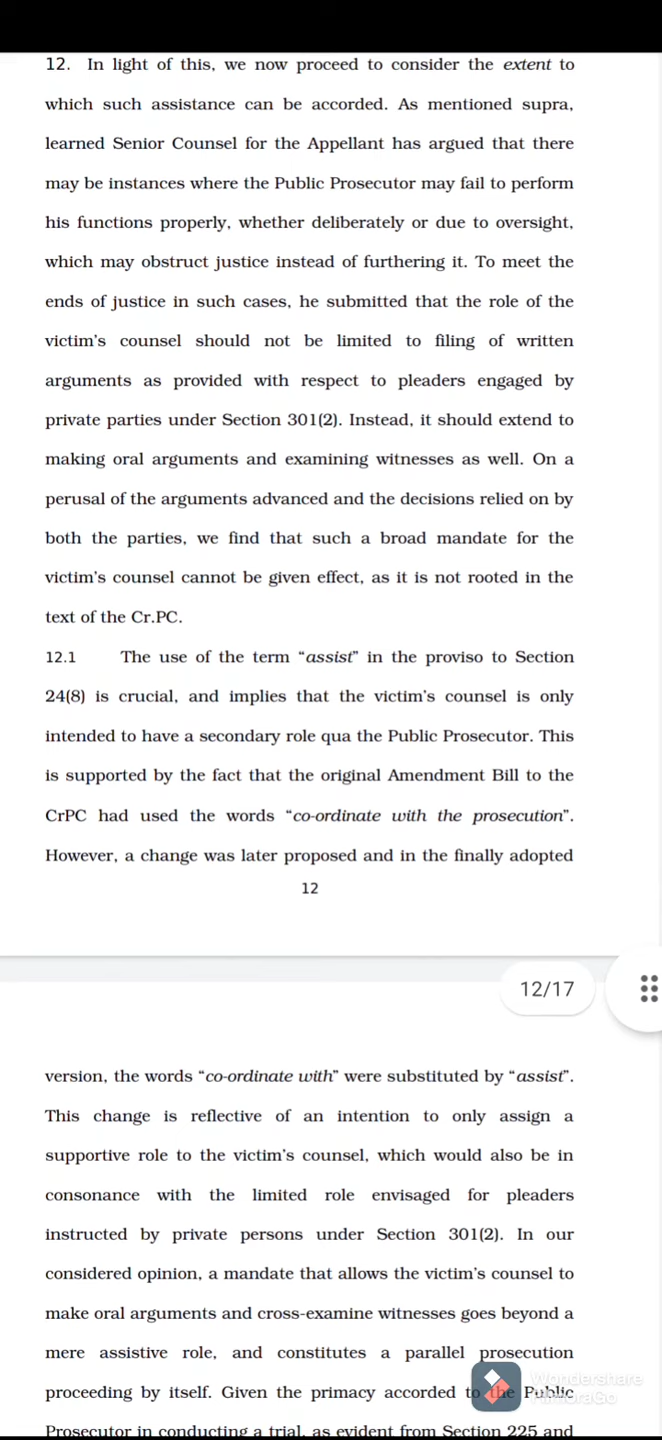 12. In light of this, we now proceed to consider the extent to
which such assistance can be accorded. As mentioned supra,
learned Senior Counsel for the Appellant has argued that there
may be instances where the Public Prosecutor may fail to perform
his functions properly, whether deliberately or due to oversight,
which may obstruct justice instead of furthering it. To meet the
ends of justice in such cases, he submitted that the role of the
victim's counsel should not be limited to filing of written
arguments as provided with respect to pleaders engaged by
private parties under Section 301(2). Instead, it should extend to
making oral arguments and examining witnesses as well. On a
perusal of the arguments advanced and the decisions relied on by
both the parties, we find that such a broad mandate for the
victim's counsel cannot be given effect, as it is not rooted in the
text of the Cr.PC.
12.1 The use of the term “assist” in the proviso to Section
24(8) is crucial, and implies that the victim's counsel is only
intended to have a secondary role qua the Public Prosecutor. This
is supported by the fact that the original Amendment Bill to the
CrPC had used the words “co-ordinate with the prosecution”.
However, a change was later proposed and in the finally adopted
12
12/17
version, the words “co-ordinate with” were substituted by “assist”.
This change is reflective of an intention to only assign a
supportive role to the victim's counsel, which would also be in
consonance with the limited role envisaged for pleaders
instructed by private persons under Section 301(2). In our
considered opinion, a mandate that allows the victim's counsel to
make oral arguments and cross-examine witnesses goes beyond a
mere assistive role, and constitutes a parallel prosecution
proceeding by itself. Given the primacy accorded to the Public
Prosecutor in conducting a trial, as evident from Section 225 and
Wondershare
FilmoraGo